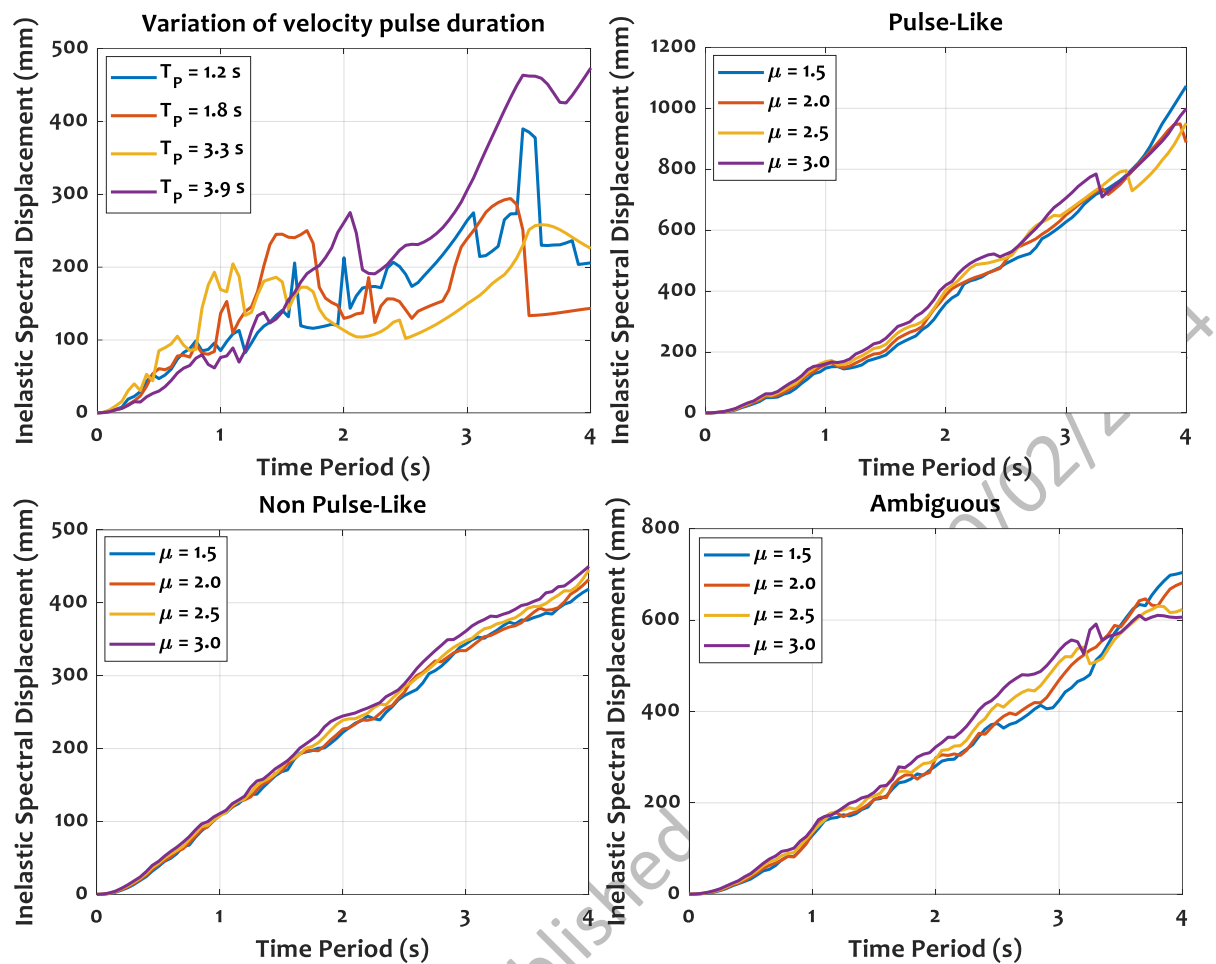 Variation of velocity pulse duration
Inelastic Spectral Displacement (mm)
500
400
300
200
100
0
T_P = 1.2 s
T_P = 1.8 s
T_P = 3.3 s
T_P = 3.9 s
0 1 2 3 4
Time Period (s)
Pulse-Like
Inelastic Spectral Displacement (mm)
1200
1000
800
600
400
200
0
μ = 1.5
μ = 2.0
μ = 2.5
μ = 3.0
0 1 2 3 4
Time Period (s)
Non Pulse-Like
Inelastic Spectral Displacement (mm)
500
400
300
200
100
0
μ = 1.5
μ = 2.0
μ = 2.5
μ = 3.0
0 1 2 3 4
Time Period (s)
Ambiguous
Inelastic Spectral Displacement (mm)
800
600
400
200
0
μ = 1.5
μ = 2.0
μ = 2.5
μ = 3.0
0 1 2 3 4
Time Period (s)
blished